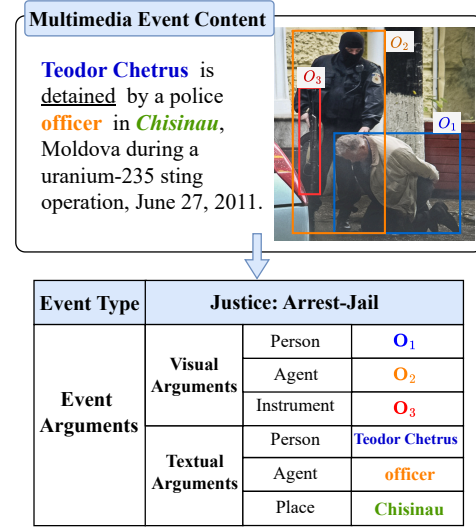 Multimedia Event Content
Teodor Chetrus is
detained by a police
officer in Chisinau,
Moldova during a
uranium-235 sting
operation, June 27, 2011.
O₂
O₃
O₁
Event Type Justice: Arrest-Jail
Event Arguments
Visual Arguments
Person O₁
Agent O₂
Instrument O₃
Textual Arguments
Person Teodor Chetrus
Agent officer
Place Chisinau